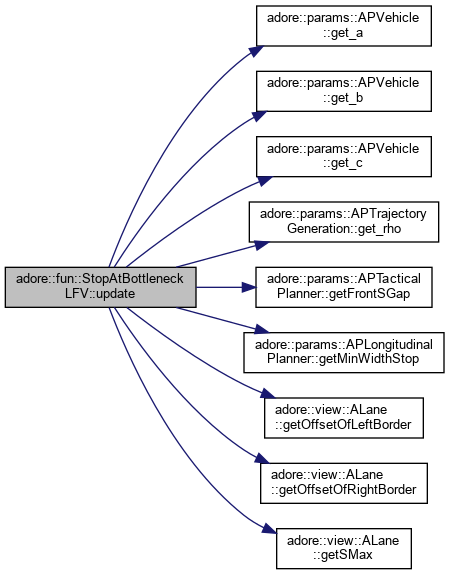 adore::fun::StopAtBottleneck
LFV::update
adore::params::APVehicle
::get_a
adore::params::APVehicle
::get_b
adore::params::APVehicle
::get_c
adore::params::APTrajectory
Generation::get_rho
adore::params::APTactical
Planner::getFrontSGap
adore::params::APLongitudinal
Planner::getMinWidthStop
adore::view::ALane
::getOffsetOfLeftBorder
adore::view::ALane
::getOffsetOfRightBorder
adore::view::ALane
::getSMax